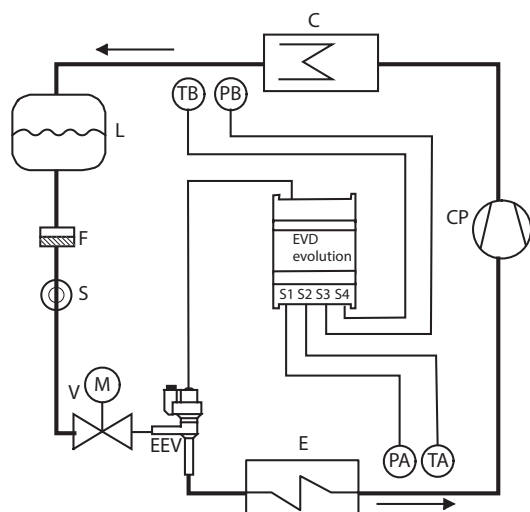 C
TB PB
L
CP
F
EVD
evolution
S
S1 S2 S3 S4
V
M
EEV
E
PA TA